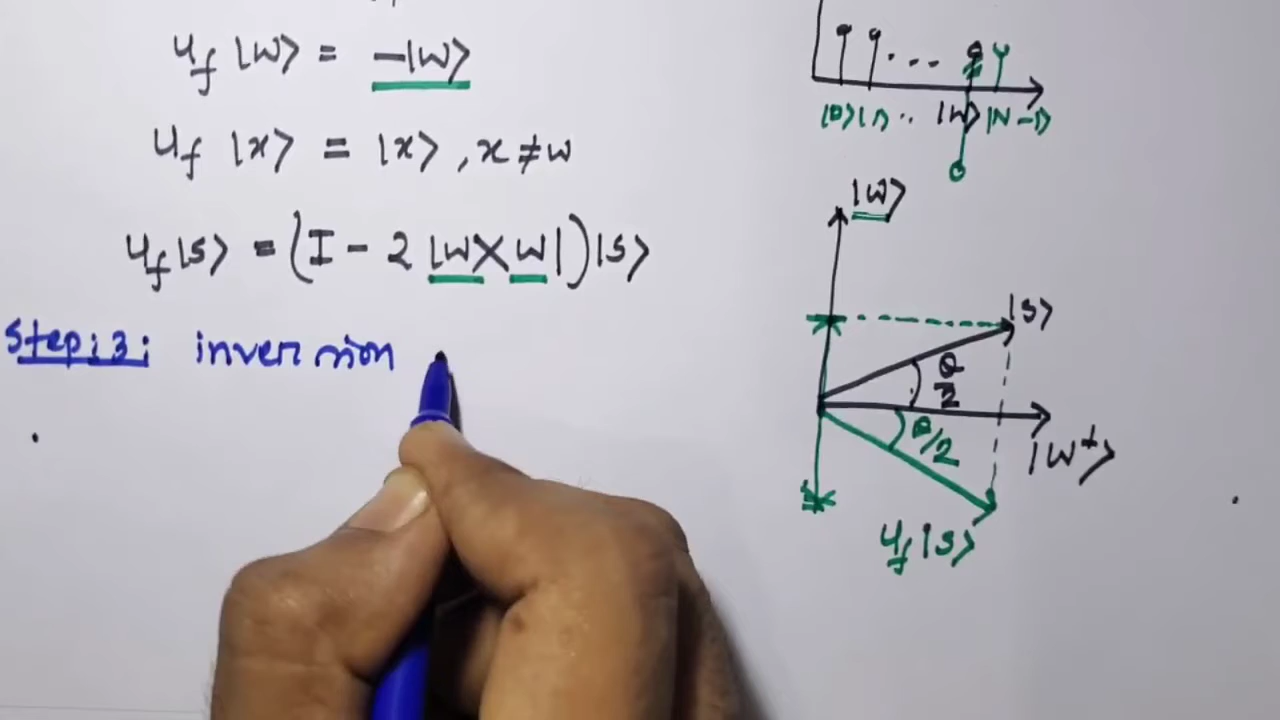 U_f |W⟩ = -|W⟩
U_f |x⟩ = |x⟩, x ≠ w
U_f |s⟩ = (I - 2 |W⟩⟨W|) |s⟩
Step:3: inversion
|0⟩ |1⟩ .. |W⟩ |N-1⟩
|W⟩
|s⟩
θ/2
θ/2
|W⊥⟩
U_f |s⟩